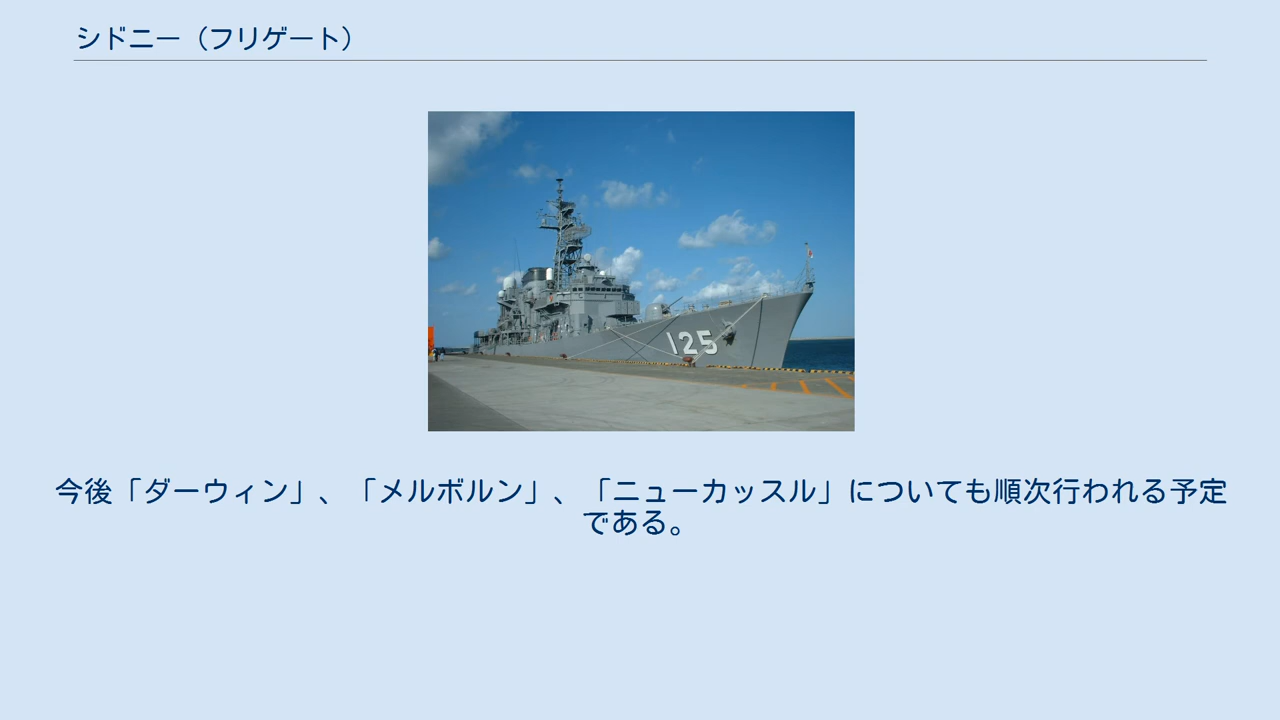 シドニー（フリゲート）
125
今後「ダーウィン」、「メルボルン」、「ニューカッスル」についても順次行われる予定
である。